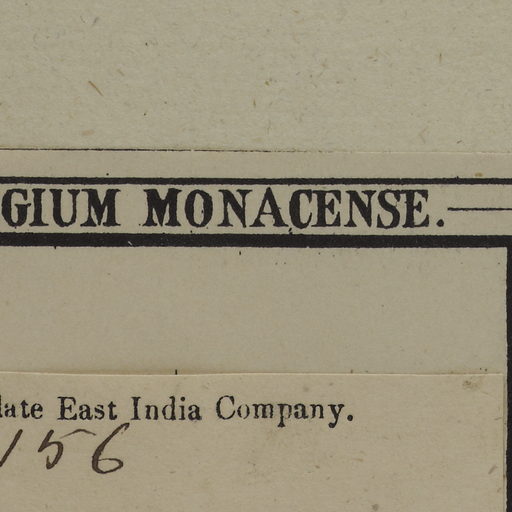 GIUM MONACENSE.
late East India Company.
156